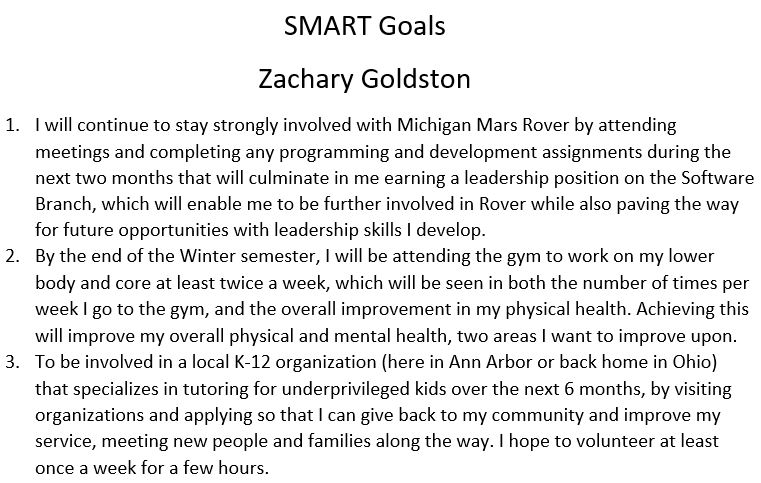 SMART Goals
Zachary Goldston
1. I will continue to stay strongly involved with Michigan Mars Rover by attending
meetings and completing any programming and development assignments during the
next two months that will culminate in me earning a leadership position on the Software
Branch, which will enable me to be further involved in Rover while also paving the way
for future opportunities with leadership skills I develop.
2. By the end of the Winter semester, I will be attending the gym to work on my lower
body and core at least twice a week, which will be seen in both the number of times per
week I go to the gym, and the overall improvement in my physical health. Achieving this
will improve my overall physical and mental health, two areas I want to improve upon.
3. To be involved in a local K-12 organization (here in Ann Arbor or back home in Ohio)
that specializes in tutoring for underprivileged kids over the next 6 months, by visiting
organizations and applying so that I can give back to my community and improve my
service, meeting new people and families along the way. I hope to volunteer at least
once a week for a few hours.